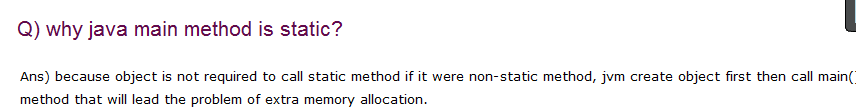 Q) why java main method is static?
Ans) because object is not required to call static method if it were non-static method, jvm create object first then call main()
method that will lead the problem of extra memory allocation.